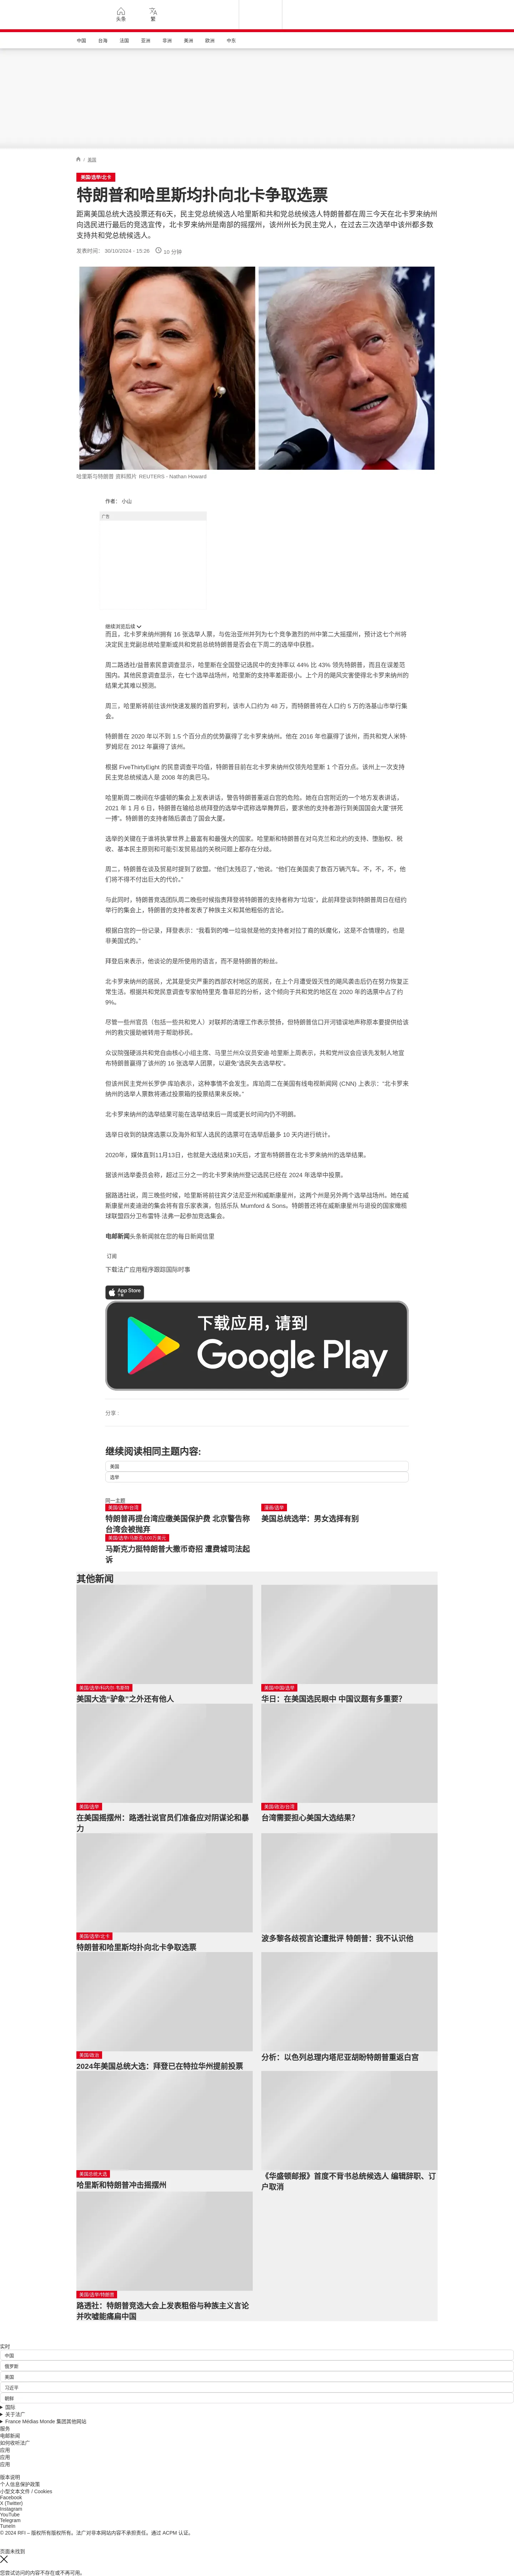 头条
繁
中国
台海
法国
亚洲
非洲
美洲
欧洲
中东
/ 美国
美国/选举/北卡
特朗普和哈里斯均扑向北卡争取选票
距离美国总统大选投票还有6天，民主党总统候选人哈里斯和共和党总统候选人特朗普都在周三今天在北卡罗来纳州
向选民进行最后的竞选宣传，北卡罗来纳州是南部的摇摆州，该州州长为民主党人，在过去三次选举中该州都多数
支持共和党总统候选人。
发表时间： 30/10/2024 - 15:26
10 分钟
哈里斯与特朗普 资料照片 REUTERS - Nathan Howard
作者： 小山
广告
继续浏览后续
而且，北卡罗来纳州拥有 16 张选举人票，与佐治亚州并列为七个竞争激烈的州中第二大摇摆州，预计这七个州将
决定民主党副总统哈里斯或共和党前总统特朗普是否会在下周二的选举中获胜。
周二路透社/益普索民意调查显示，哈里斯在全国登记选民中的支持率以 44% 比 43% 领先特朗普，而且在误差范
围内。其他民意调查显示，在七个选举战场州，哈里斯的支持率差距很小。上个月的飓风灾害使得北卡罗来纳州的
结果尤其难以预测。
周三，哈里斯将前往该州快速发展的首府罗利，该市人口约为 48 万，而特朗普将在人口约 5 万的洛基山市举行集
会。
特朗普在 2020 年以不到 1.5 个百分点的优势赢得了北卡罗来纳州。他在 2016 年也赢得了该州，而共和党人米特·
罗姆尼在 2012 年赢得了该州。
根据 FiveThirtyEight 的民意调查平均值，特朗普目前在北卡罗来纳州仅领先哈里斯 1 个百分点。该州上一次支持
民主党总统候选人是 2008 年的奥巴马。
哈里斯周二晚间在华盛顿的集会上发表讲话，警告特朗普重返白宫的危险。她在白宫附近的一个地方发表讲话，
2021 年 1 月 6 日，特朗普在输给总统拜登的选举中谎称选举舞弊后，要求他的支持者游行到美国国会大厦“拼死
一搏”。特朗普的支持者随后袭击了国会大厦。
选举的关键在于谁将执掌世界上最富有和最强大的国家。哈里斯和特朗普在对乌克兰和北约的支持、堕胎权、税
收、基本民主原则和可能引发贸易战的关税问题上都存在分歧。
周二，特朗普在谈及贸易时提到了欧盟。“他们太残忍了，”他说。“他们在美国卖了数百万辆汽车。不，不，不，他
们将不得不付出巨大的代价。”
与此同时，特朗普竞选团队周二晚些时候指责拜登将特朗普的支持者称为“垃圾”，此前拜登谈到特朗普周日在纽约
举行的集会上，特朗普的支持者发表了种族主义和其他粗俗的言论。
根据白宫的一份记录，拜登表示：“我看到的唯一垃圾就是他的支持者对拉丁裔的妖魔化，这是不合情理的，也是
非美国式的。”
拜登后来表示，他谈论的是所使用的语言，而不是特朗普的粉丝。
北卡罗来纳州的居民，尤其是受灾严重的西部农村地区的居民，在上个月遭受毁灭性的飓风袭击后仍在努力恢复正
常生活。根据共和党民意调查专家帕特里克·鲁菲尼的分析，这个倾向于共和党的地区在 2020 年的选票中占了约
9%。
尽管一些州官员（包括一些共和党人）对联邦的清理工作表示赞扬，但特朗普信口开河错误地声称原本要提供给该
州的救灾援助被转用于帮助移民。
众议院强硬派共和党自由核心小组主席、马里兰州众议员安迪·哈里斯上周表示，共和党州议会应该先发制人地宣
布特朗普赢得了该州的 16 张选举人团票，以避免“选民失去选举权”。
但该州民主党州长罗伊·库珀表示，这种事情不会发生。库珀周二在美国有线电视新闻网 (CNN) 上表示：“北卡罗来
纳州的选举人票数将通过投票箱的投票结果来反映。”
北卡罗来纳州的选举结果可能在选举结束后一周或更长时间内仍不明朗。
选举日收到的缺席选票以及海外和军人选民的选票可在选举后最多 10 天内进行统计。
2020年，媒体直到11月13日，也就是大选结束10天后，才宣布特朗普在北卡罗来纳州的选举结果。
据该州选举委员会称，超过三分之一的北卡罗来纳州登记选民已经在 2024 年选举中投票。
据路透社说，周三晚些时候，哈里斯将前往宾夕法尼亚州和威斯康星州，这两个州是另外两个选举战场州。她在威
斯康星州麦迪逊的集会将有音乐家表演，包括乐队 Mumford & Sons。特朗普还将在威斯康星州与退役的国家橄榄
球联盟四分卫布雷特·法弗一起参加竞选集会。
电邮新闻头条新闻就在您的每日新闻信里
订阅
下载法广应用程序跟踪国际时事
App Store
下载应用，请到
Google Play
分享 :
继续阅读相同主题内容:
美国
选举
同一主题
美国/选举/台湾
特朗普再提台湾应缴美国保护费 北京警告称
台湾会被抛弃
漫画/选举
美国总统选举：男女选择有别
美国/选举/马斯克/100万美元
马斯克力挺特朗普大撒币奇招 遭费城司法起
诉
其他新闻
美国/选举/科内尔·韦斯特
美国大选“驴象”之外还有他人
美国/中国/选举
华日：在美国选民眼中 中国议题有多重要？
美国/选举
在美国摇摆州：路透社说官员们准备应对阴谋论和暴
力
美国/政治/台湾
台湾需要担心美国大选结果？
美国/选举/北卡
特朗普和哈里斯均扑向北卡争取选票
波多黎各歧视言论遭批评 特朗普：我不认识他
美国/政治
2024年美国总统大选：拜登已在特拉华州提前投票
分析：以色列总理内塔尼亚胡盼特朗普重返白宫
美国总统大选
哈里斯和特朗普冲击摇摆州
《华盛顿邮报》首度不背书总统候选人 编辑辞职、订
户取消
美国/选举/特朗普
路透社：特朗普竞选大会上发表粗俗与种族主义言论
并吹嘘能痛扁中国
实时
中国
俄罗斯
美国
习近平
朝鲜
国际
关于法广
France Médias Monde 集团其他网站
服务
电邮新闻
如何收听法广
应用
应用
应用
版本说明
个人信息保护政策
小型文本文件 / Cookies
Facebook
X (Twitter)
Instagram
YouTube
Telegram
TuneIn
© 2024 RFI – 版权所有版权所有。法广对非本网站内容不承担责任。通过 ACPM 认证。
页面未找到
您尝试访问的内容不存在或不再可用。